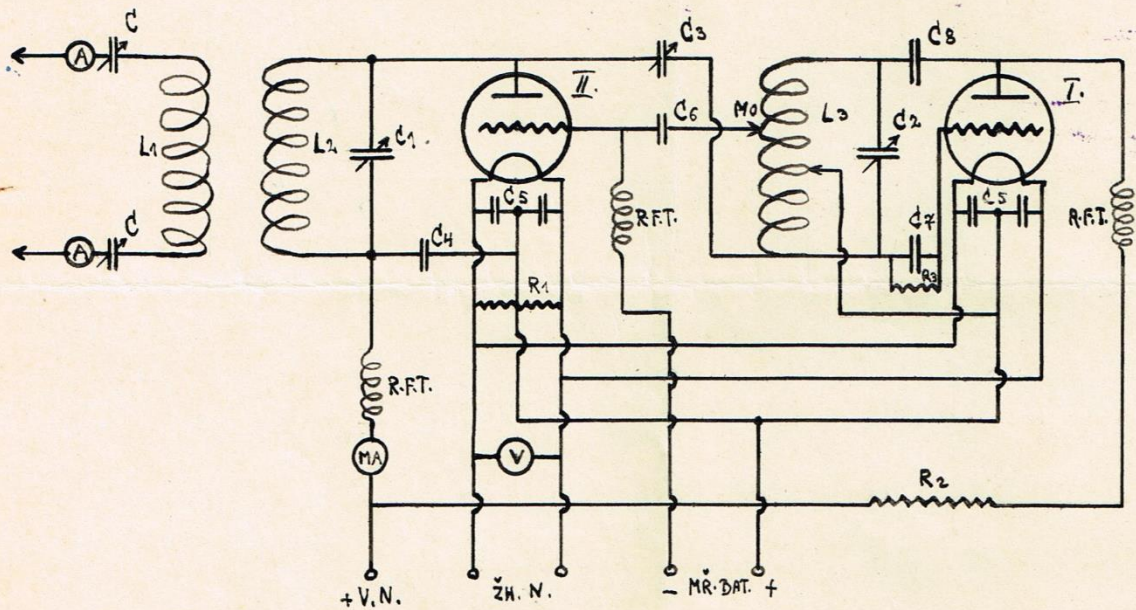 C
A
L1
C
A
L2
C1.
C4
II.
C5
R1
C3
C6
R.F.T.
M0
L3
C2
C8
I.
C7
R3
C5
R.F.T.
R.F.T.
MA
V
R2
+ V.N.
ŽH. N.
- MŘ. BAT. +